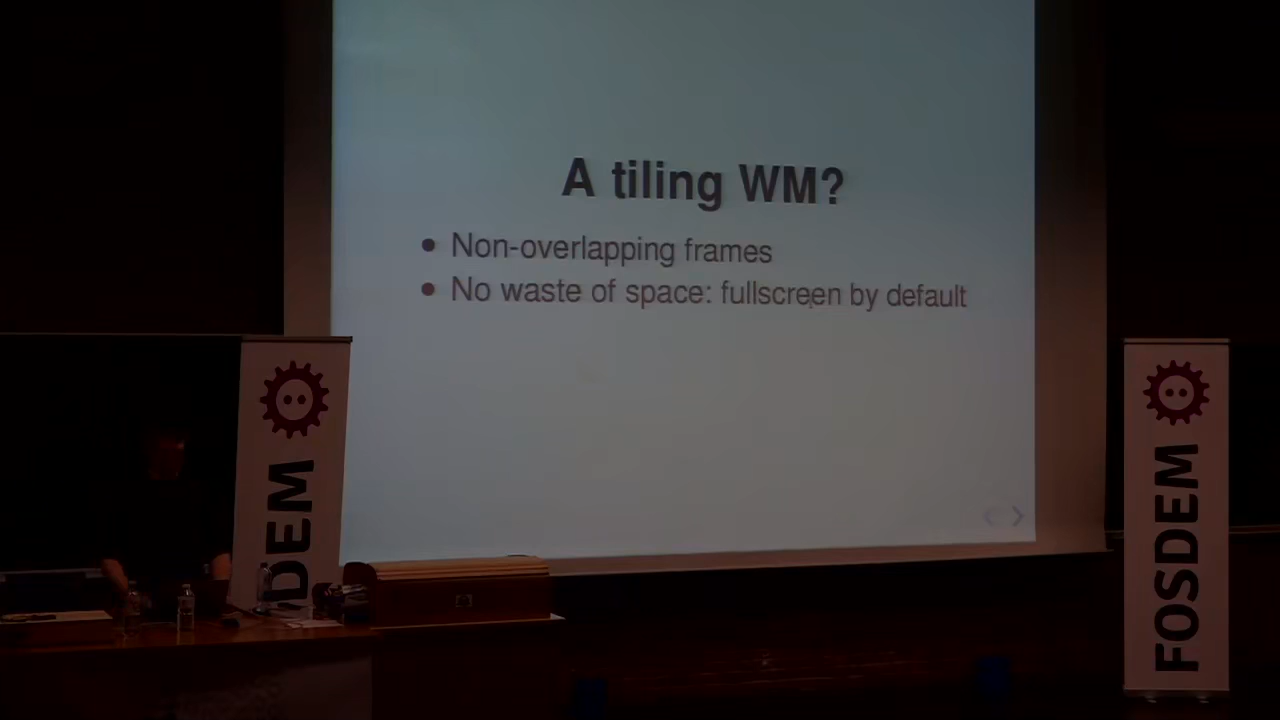 A tiling WM?
• Non-overlapping frames
• No waste of space: fullscreen by default
DEM
FOSDEM